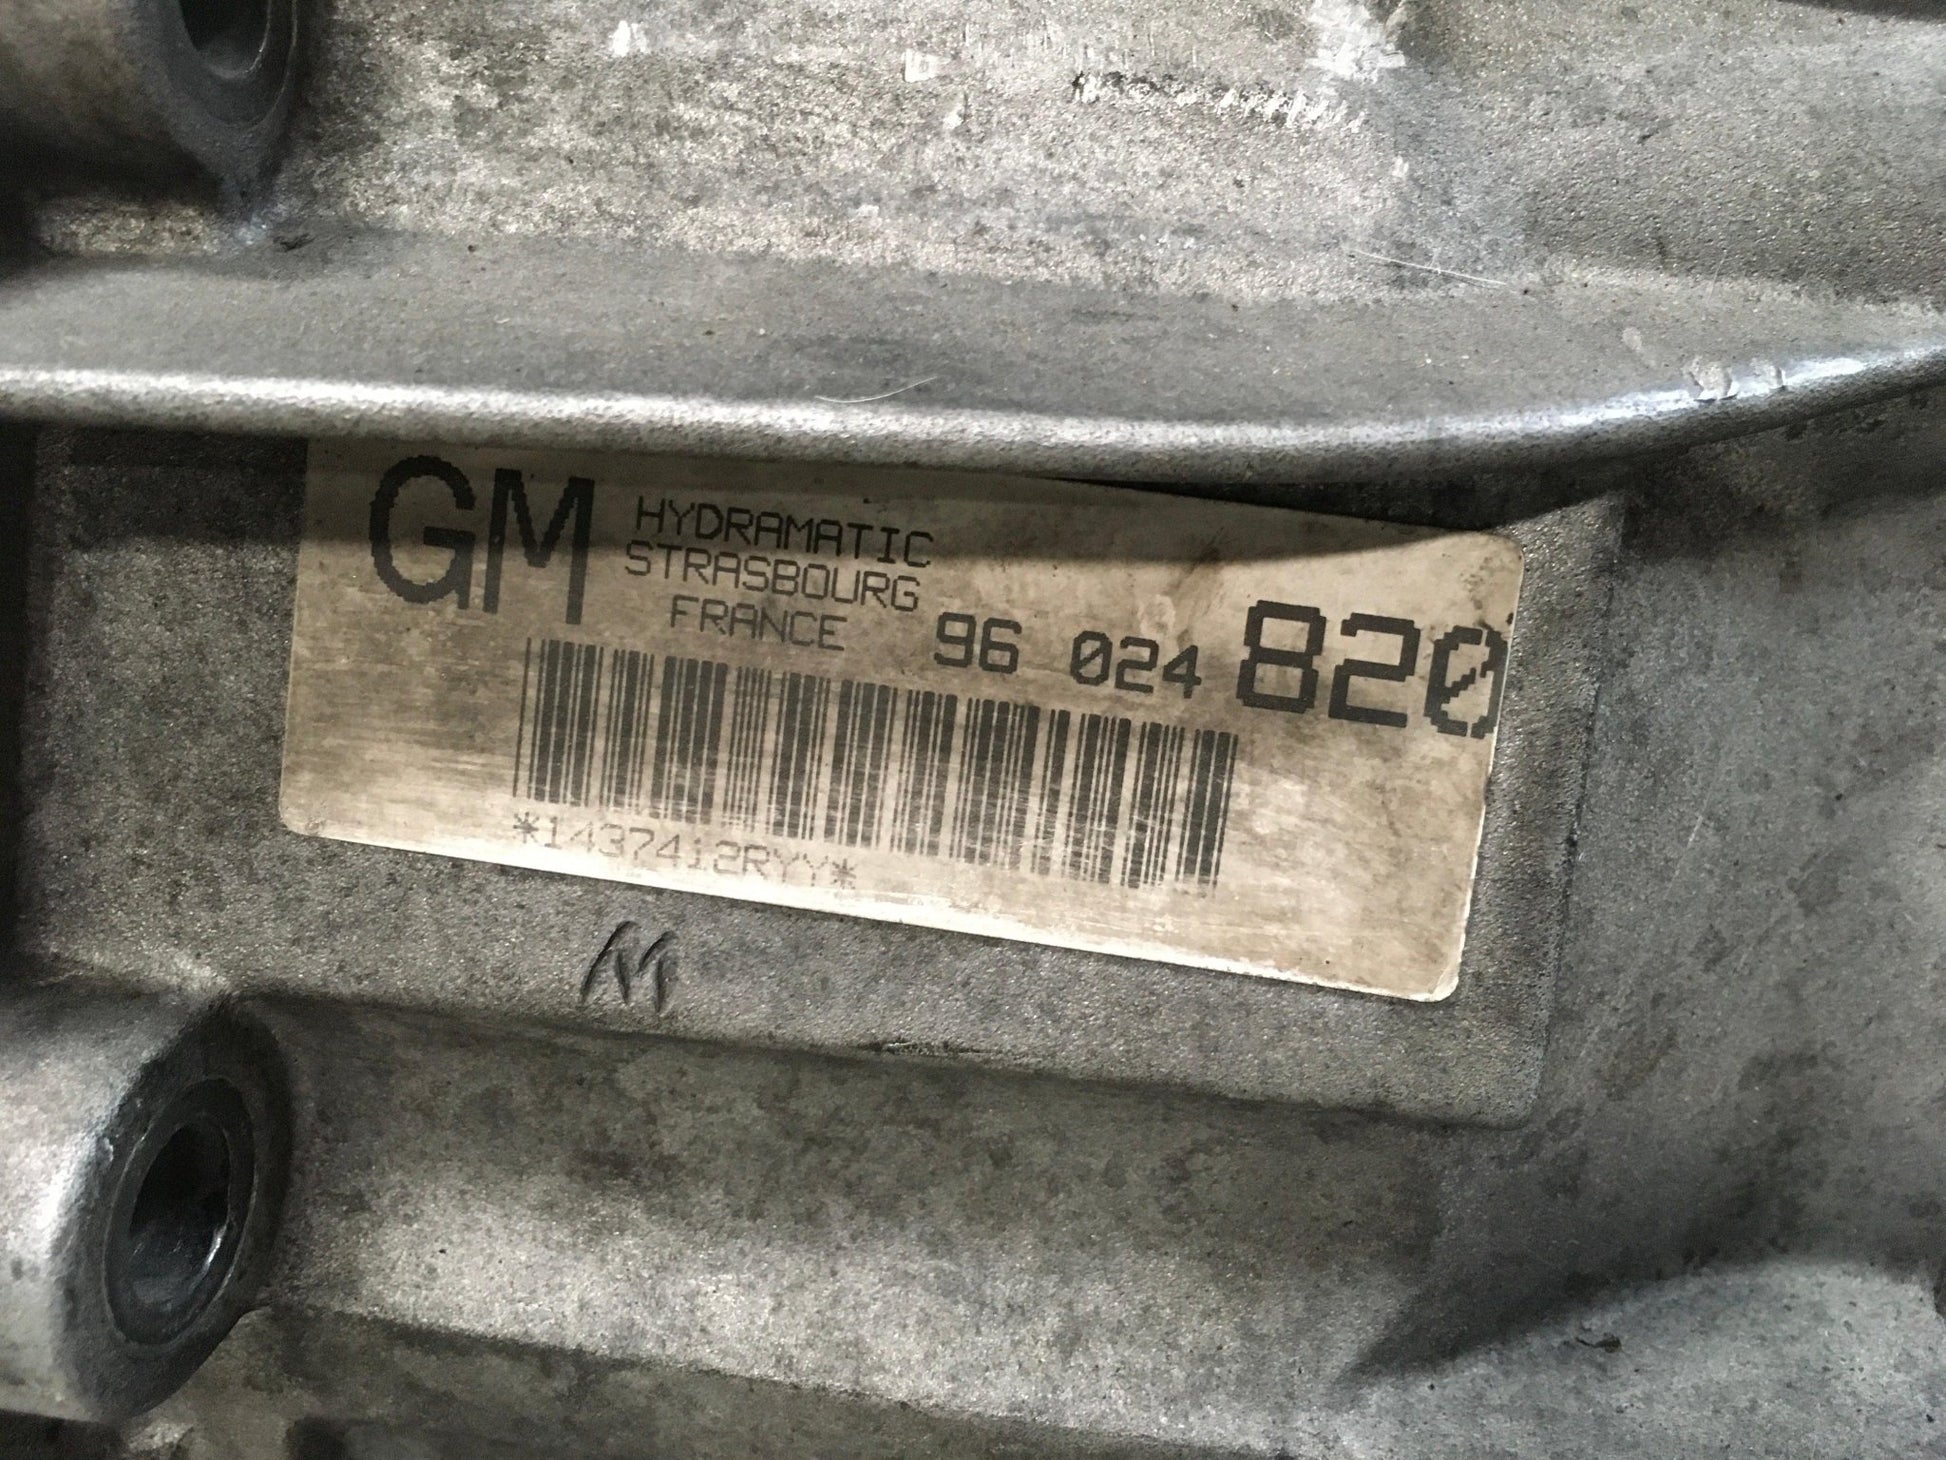 GM HYDRAMATIC
STRASBOURG
FRANCE 96 024 820
*1437412RYY*